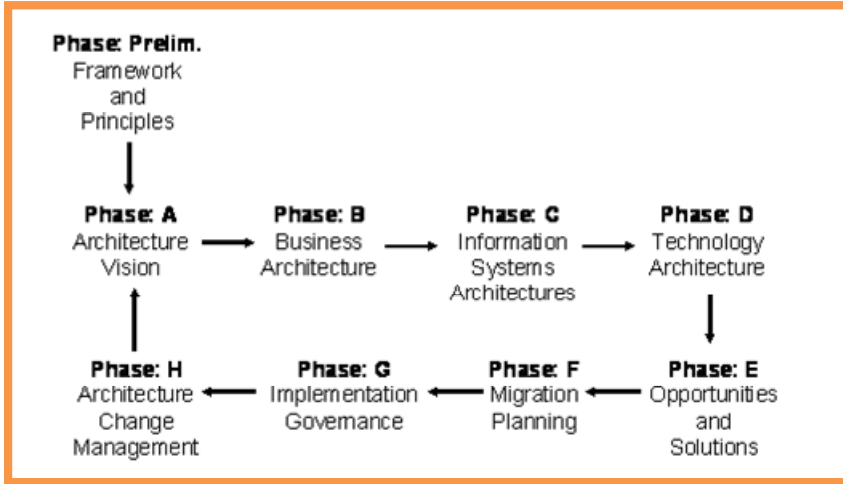 Phase: Prelim.
Framework
and
Principles
Phase: A
Architecture
Vision
Phase: B
Business
Architecture
Phase: C
Information
Systems
Architectures
Phase: D
Technology
Architecture
Phase: H
Architecture
Change
Management
Phase: G
Implementation
Governance
Phase: F
Migration
Planning
Phase: E
Opportunities
and
Solutions